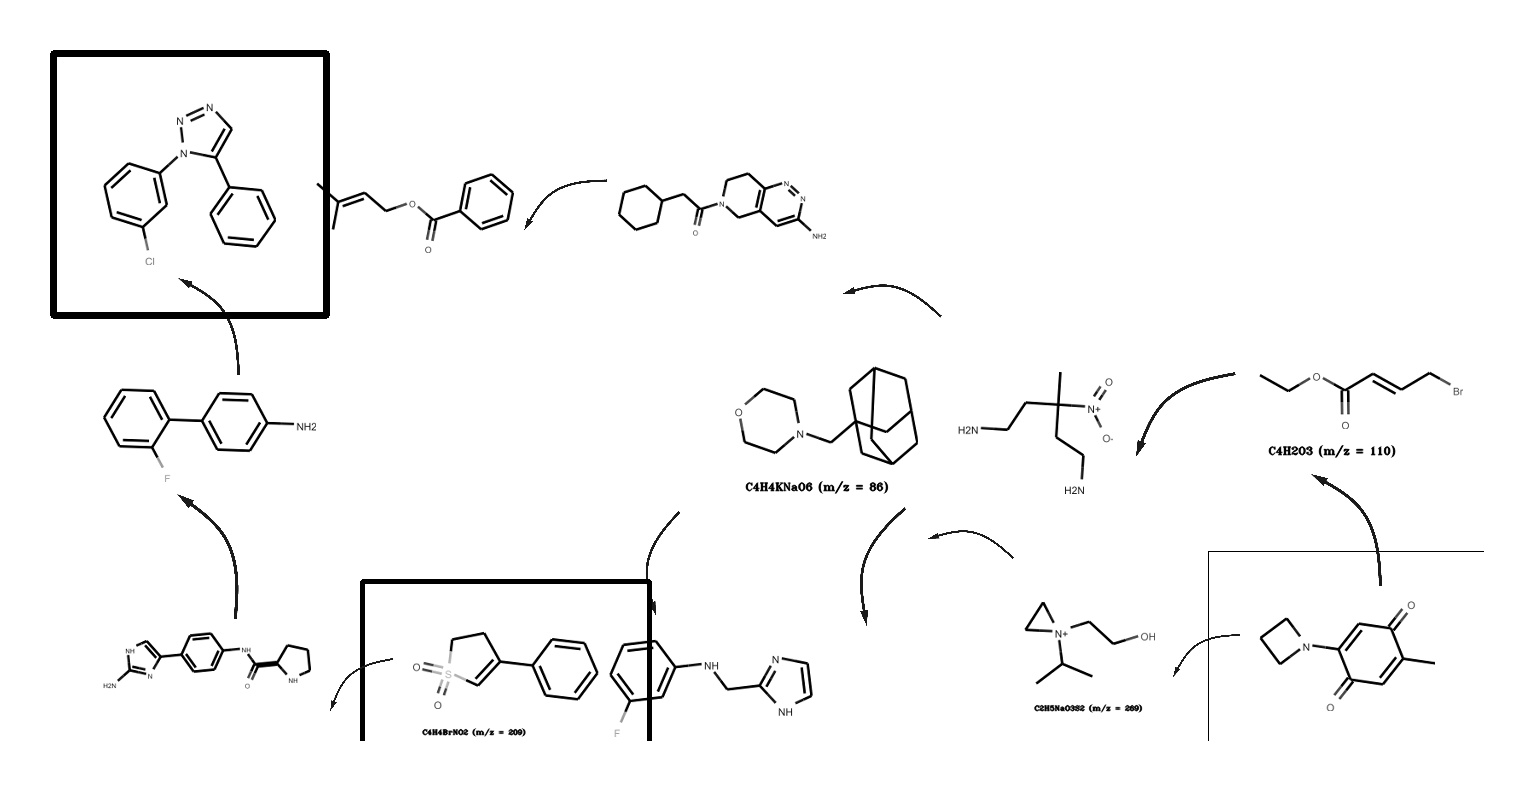 N
N
N
Cl
O
O
N
O
N
N
NH2
NH2
F
O
N
C4H4KNaO6 (m/z = 86)
H2N
N+
O
O-
H2N
O
O
Br
C4H2O3 (m/z = 110)
NH
N
H2N
NH
O
NH
O
S
O
C4H4BrNO2 (m/z = 209)
NH
F
N
NH
N+
OH
C2H5NaO3S2 (m/z = 269)
N
O
O